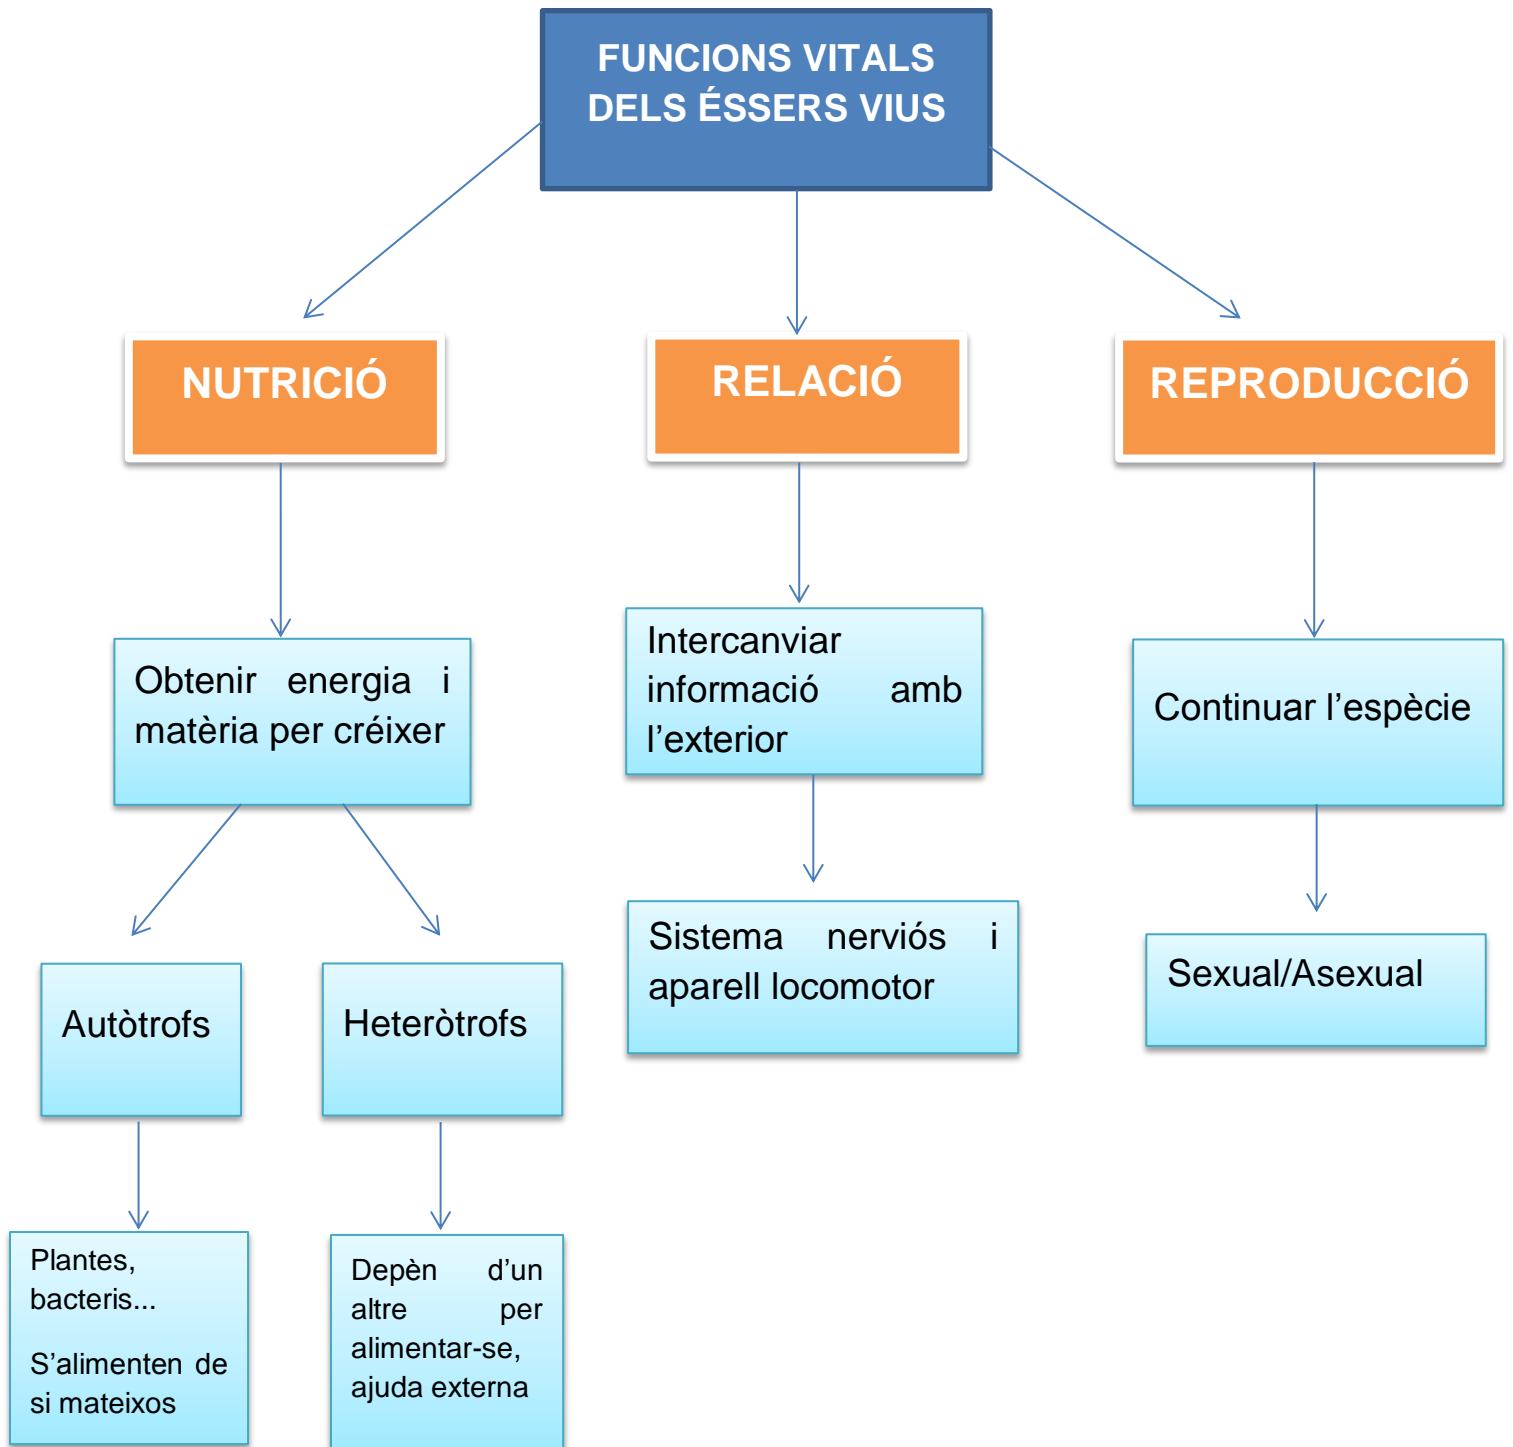 FUNCIONS VITALS
DELS ÉSSERS VIUS
NUTRICIÓ
RELACIÓ
REPRODUCCIÓ
Obtenir energia i
matèria per créixer
Intercanviar
informació amb
l’exterior
Continuar l’espècie
Autòtrofs
Heteròtrofs
Sistema nerviós i
aparell locomotor
Sexual/Asexual
Plantes,
bacteris...
S’alimenten de
si mateixos
Depèn d’un
altre per
alimentar-se,
ajuda externa